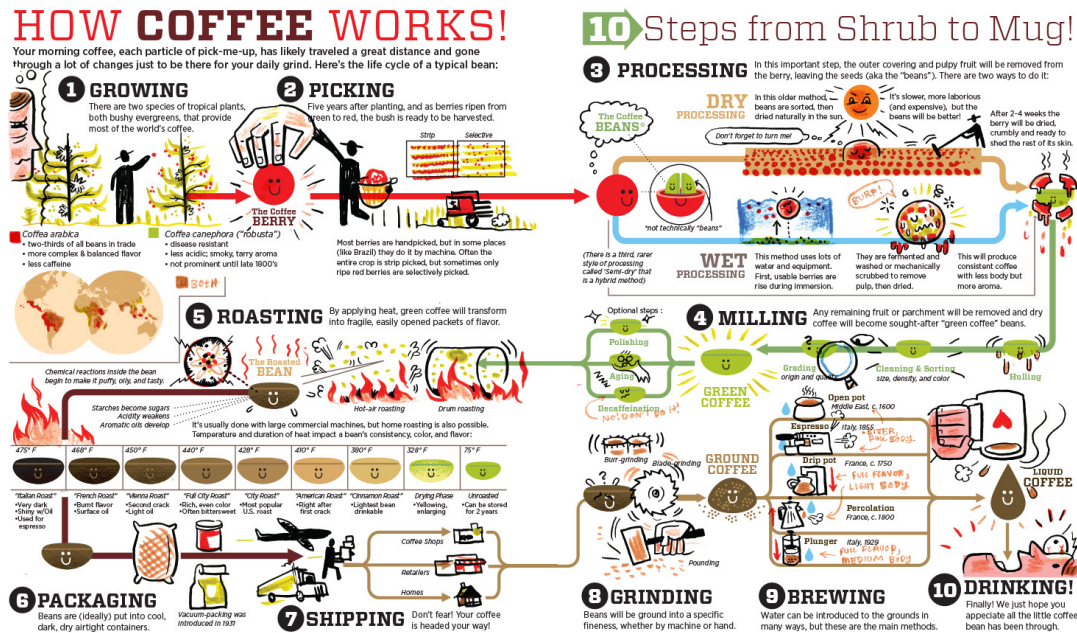 HOW COFFEE WORKS!
Your morning coffee, each particle of pick-me-up, has likely traveled a great distance and gone
through a lot of changes just to be there for your daily grind. Here's the life cycle of a typical bean:
10 Steps from Shrub to Mug!
1 GROWING
There are two species of tropical plants,
both bushy evergreens, that provide
most of the world's coffee.
Coffea arabica
• two-thirds of all beans in trade
• more complex & balanced flavor
• less caffeine
Coffea canephora ("robusta")
• disease resistant
• less acidic; smoky, tarry aroma
• not prominent until late 1800's
BOTH
The Coffee
BERRY
2 PICKING
Five years after planting, and as berries ripen from
green to red, the bush is ready to be harvested.
Strip
Selective
Most berries are handpicked, but in some places
(like Brazil) they do it by machine. Often the
entire crop is strip picked, but sometimes only
ripe red berries are selectively picked.
3 PROCESSING
In this important step, the outer covering and pulpy fruit will be removed from
the berry, leaving the seeds (aka the "beans"). There are two ways to do it:
The Coffee
BEANS*
*not technically "beans"
DRY
PROCESSING
In this older method,
beans are sorted, then
dried naturally in the sun.
It's slower, more laborious
(and expensive), but the
beans will be better!
Don't forget to turn me!
After 2-4 weeks the
berry will be dried,
crumbly and ready to
shed the rest of its skin.
BURP!
(There is a third, rarer
style of processing
called 'Semi-dry' that
is a hybrid method)
WET
PROCESSING
This method uses lots of
water and equipment.
First, usable berries are
rise during immersion.
They are fermented and
washed or mechanically
scrubbed to remove
pulp, then dried.
This will produce
consistent coffee
with less body but
more aroma.
4 MILLING
Any remaining fruit or parchment will be removed and dry
coffee will become sought-after "green coffee" beans.
Hulling
Cleaning & Sorting
size, density, and color
Grading
origin and quality
GREEN
COFFEE
Optional steps :
Polishing
Aging
Decaffeination
NO! DON'T DO IT!
5 ROASTING
By applying heat, green coffee will transform
into fragile, easily opened packets of flavor.
The Roasted
BEAN
Chemical reactions inside the bean
begin to make it puffy, oily, and tasty.
Starches become sugars
Acidity weakens
Aromatic oils develop
Hot-air roasting
Drum roasting
It's usually done with large commercial machines, but home roasting is also possible.
Temperature and duration of heat impact a bean's consistency, color, and flavor:
475° F
468° F
450° F
440° F
428° F
410° F
380° F
328° F
75° F
"Italian Roast"
•Very dark
•Shiny w/Oil
•Used for
espresso
"French Roast"
•Burnt flavor
•Surface oil
"Vienna Roast"
•Second crack
•Light oil
"Full City Roast"
•Rich, even color
•Often bittersweet
"City Roast"
•Most popular
U.S. roast
"American Roast"
•Right after
first crack
"Cinnamon Roast"
•Lightest bean
drinkable
Drying Phase
•Yellowing,
enlarging
Unroasted
•Can be stored
for 2 years
6 PACKAGING
Beans are (ideally) put into cool,
dark, dry airtight containers.
Vacuum-packing was
introduced in 1931
7 SHIPPING
Don't fear! Your coffee
is headed your way!
Coffee Shops
Retailers
Homes
8 GRINDING
Beans will be ground into a specific
fineness, whether by machine or hand.
Burr-grinding
Blade-grinding
Pounding
GROUND
COFFEE
9 BREWING
Water can be introduced to the grounds in
many ways, but these are the main methods.
Open pot
Middle East, c. 1600
Espresso
Italy, 1855
• BITER,
FULL BODY
Drip pot
France, c. 1750
FULL FLAVOR,
LIGHT BODY
Percolation
France, c. 1800
Plunger
Italy, 1929
FULL FLAVOR,
MEDIUM BODY
LIQUID
COFFEE
10 DRINKING!
Finally! We just hope you
appreciate all the little coffee
bean has been through.